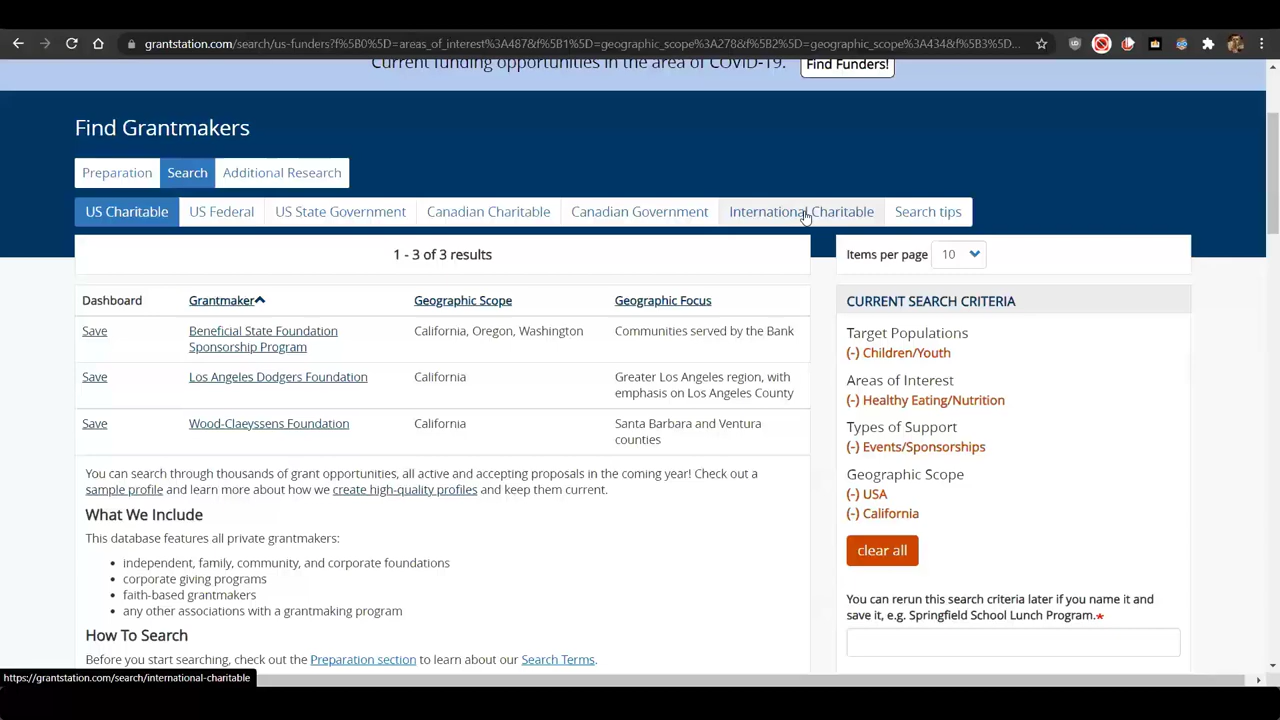 grantstation.com/search/us-funders?f%5B0%5D=areas_of_interest%3A487&f%5B1%5D=geographic_scope%3A278&f%5B2%5D=geographic_scope%3A434&f%5B3%5D...
Current funding opportunities in the area of COVID-19.
Find Funders!
Find Grantmakers
Preparation Search Additional Research
US Charitable US Federal US State Government Canadian Charitable Canadian Government International Charitable Search tips
1 - 3 of 3 results
Items per page 10
Dashboard Grantmaker Geographic Scope Geographic Focus
Save Beneficial State Foundation Sponsorship Program California, Oregon, Washington Communities served by the Bank
Save Los Angeles Dodgers Foundation California Greater Los Angeles region, with emphasis on Los Angeles County
Save Wood-Claeyssens Foundation California Santa Barbara and Ventura counties
You can search through thousands of grant opportunities, all active and accepting proposals in the coming year! Check out a
sample profile and learn more about how we create high-quality profiles and keep them current.
What We Include
This database features all private grantmakers:
• independent, family, community, and corporate foundations
• corporate giving programs
• faith-based grantmakers
• any other associations with a grantmaking program
How To Search
Before you start searching, check out the Preparation section to learn about our Search Terms.
CURRENT SEARCH CRITERIA
Target Populations
(-) Children/Youth
Areas of Interest
(-) Healthy Eating/Nutrition
Types of Support
(-) Events/Sponsorships
Geographic Scope
(-) USA
(-) California
clear all
You can rerun this search criteria later if you name it and
save it, e.g. Springfield School Lunch Program.*
https://grantstation.com/search/international-charitable